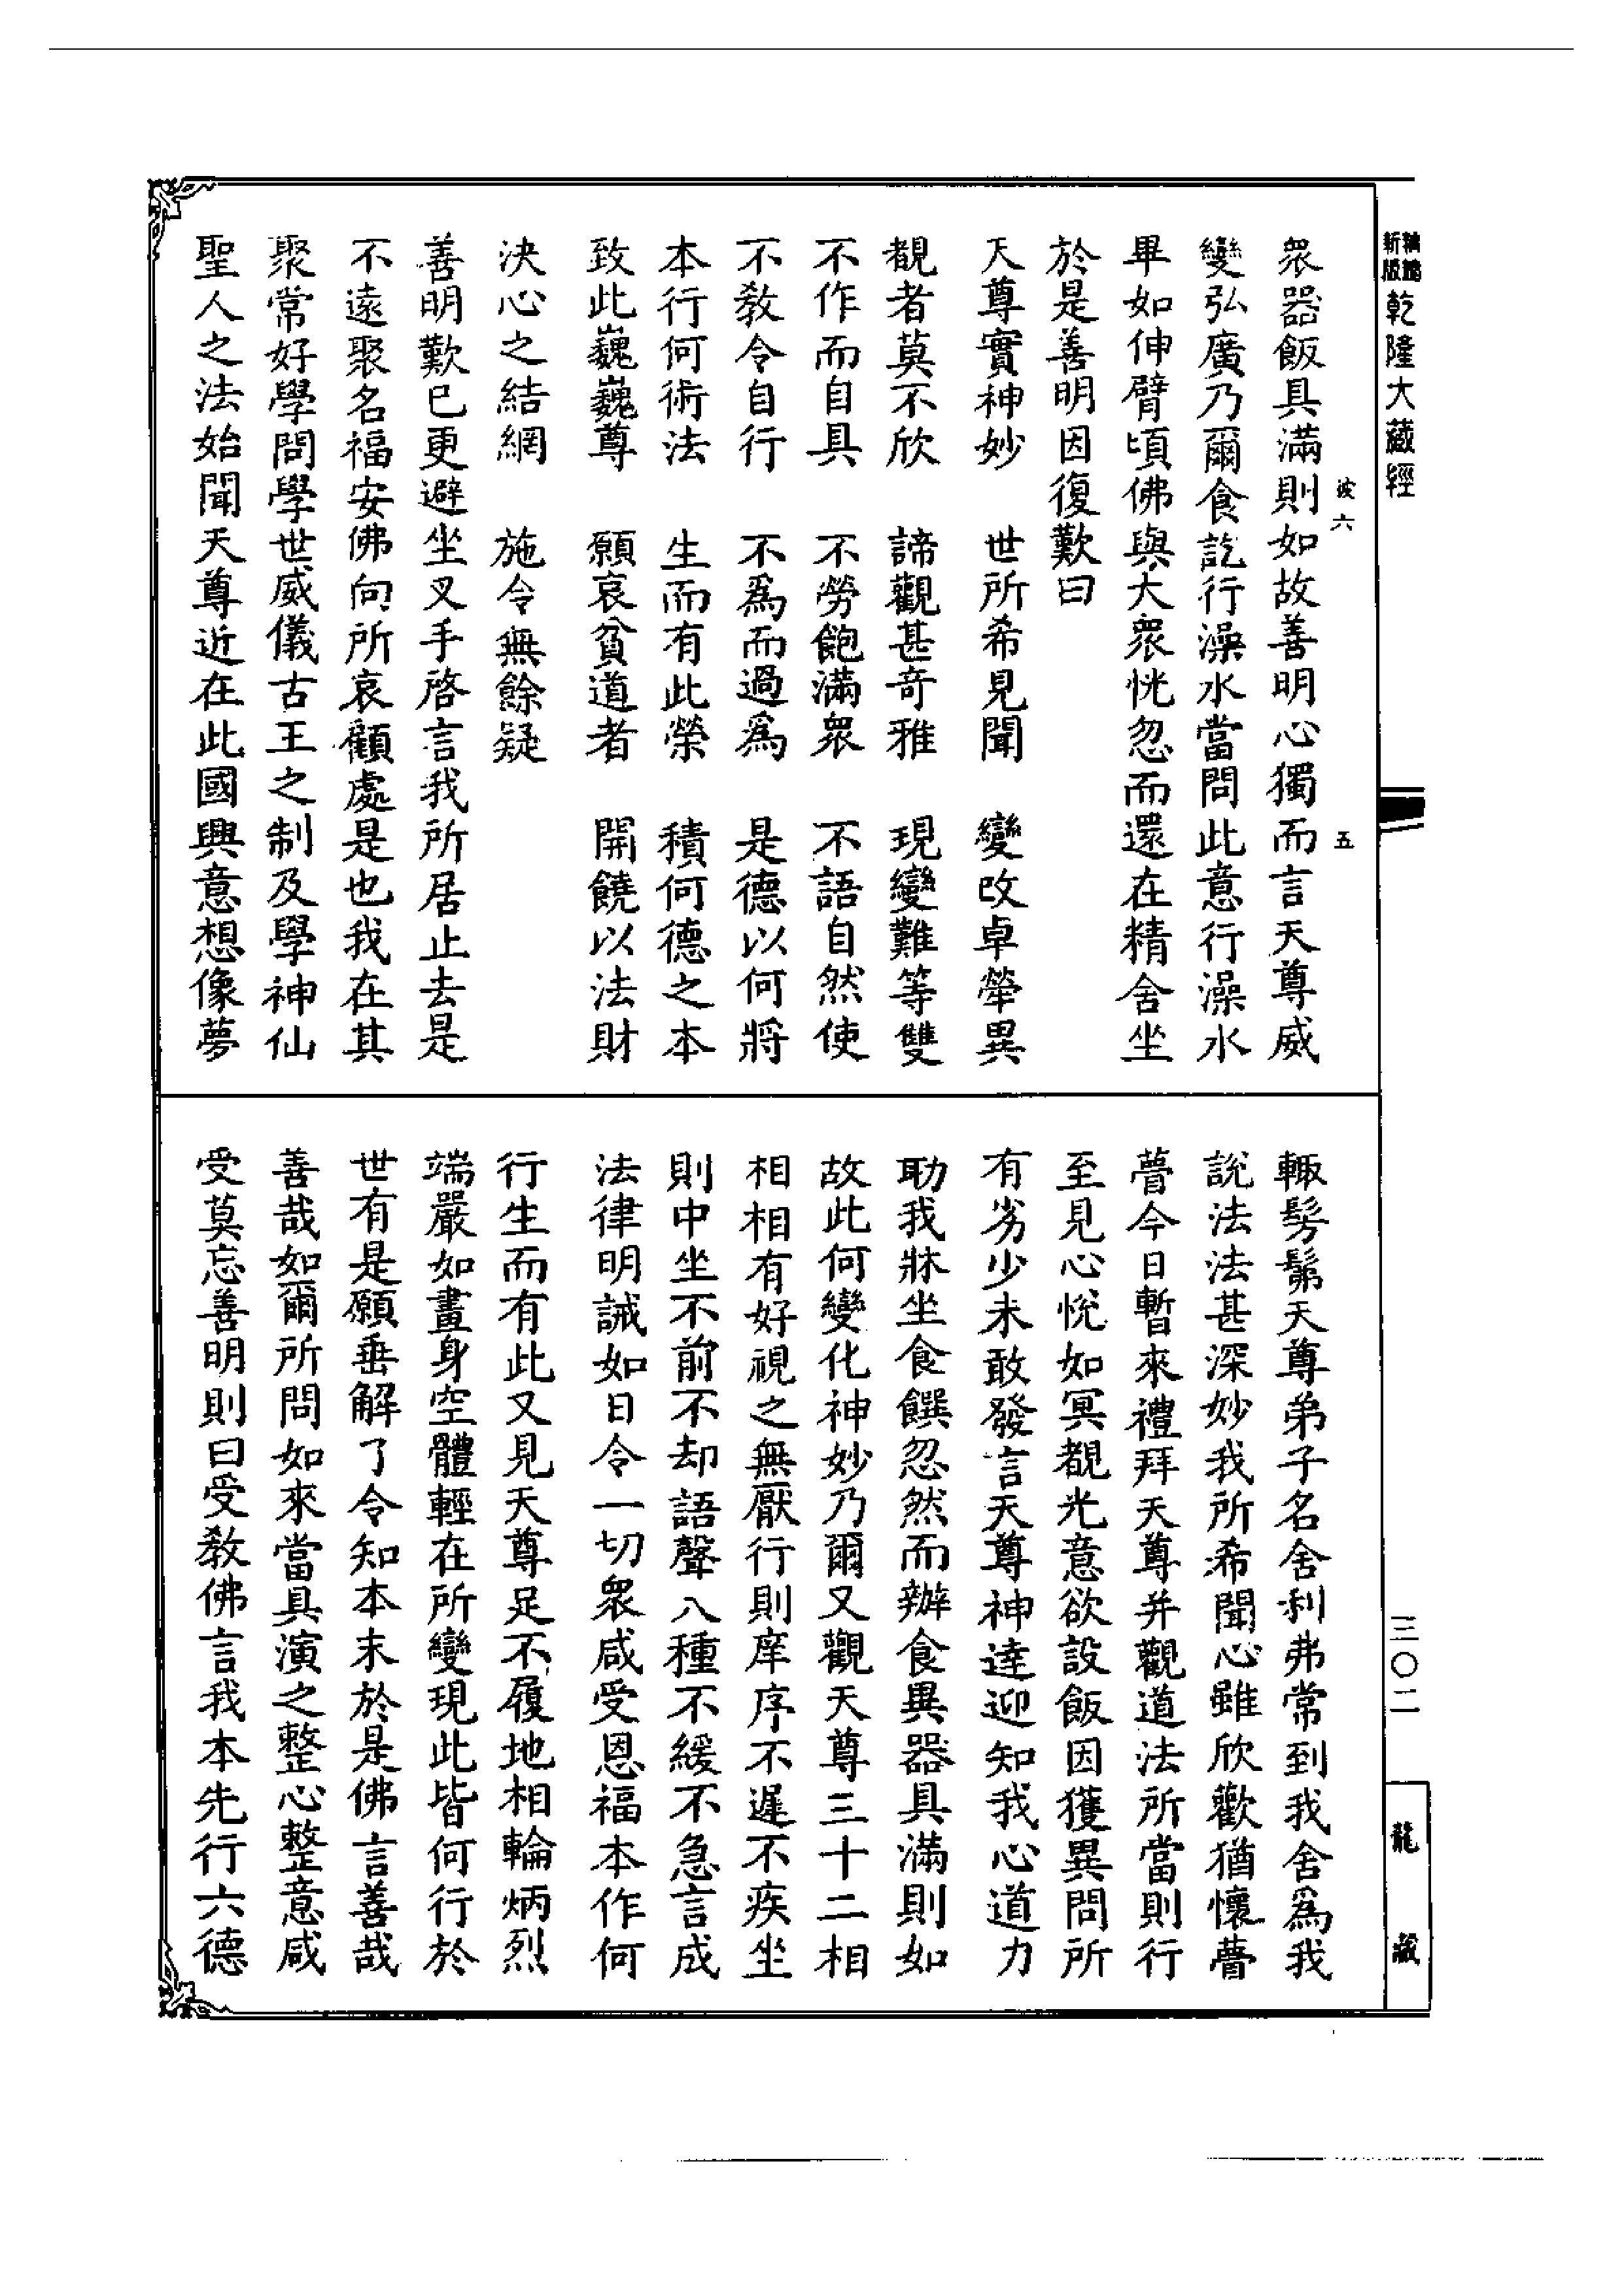 新版
乾隆大藏經
彼六
五
衆器飯具滿則如故善明心獨而言天尊威
變弘廣乃爾食訖行澡水當問此意行澡水
畢如伸臂頃佛與大衆恍忽而還在精舍坐
於是善明因復歎曰
天尊實神妙　世所希見聞　變改卓犖異
覩者莫不欣　諦觀甚奇雅　現變難等雙
不作而自具　不勞飽滿衆　不語自然使
不教令自行　不爲而過爲　是德以何將
本行何術法　生而有此榮　積何德之本
致此巍巍尊　願哀貧道者　開饒以法財
決心之結網　施令無餘疑
善明歎已更避坐叉手啓言我所居止去是
不遠聚名福安佛向所哀顧處是也我在其
聚常好學問學世威儀古王之制及學神仙
聖人之法始聞天尊近在此國興意想像夢
輙髣髴天尊弟子名舍利弗常到我舍爲我
說法法甚深妙我所希聞心雖欣歡猶懷瞢
瞢今日暫來禮拜天尊并觀道法所當則行
至見心悅如冥覩光意欲設飯因獲異問所
有劣少未敢發言天尊神達迎知我心道力
助我牀坐食饌忽然而辦食異器具滿則如
故此何變化神妙乃爾又觀天尊三十二相
相相有好視之無厭行則庠序不遲不疾坐
則中坐不前不却語聲八種不緩不急言成
法律明誡如日令一切衆咸受恩福本作何
行生而有此又見天尊足不履地相輪炳烈
端嚴如畫身空體輕在所變現此皆何行於
世有是願垂解了令知本末於是佛言善哉
善哉如爾所問如來當具演之整心整意咸
受莫忘善明則曰受教佛言我本先行六德
三〇二
龍藏